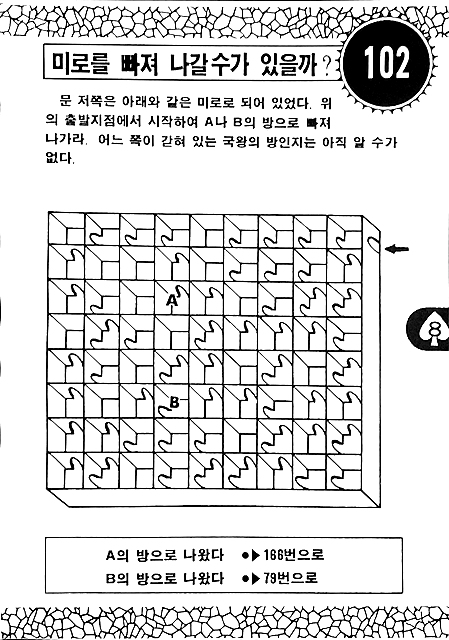 102
미로를 빠져 나갈수가 있을까?
문 저쪽은 아래와 같은 미로로 되어 있었다. 위
의 출발지점에서 시작하여 A나 B의 방으로 빠져
나가라. 어느 쪽이 갇혀 있는 국왕의 방인지는 아직 알 수가
없다.
A
8
B
A의 방으로 나왔다 ●▶166번으로
B의 방으로 나왔다 ●▶79번으로